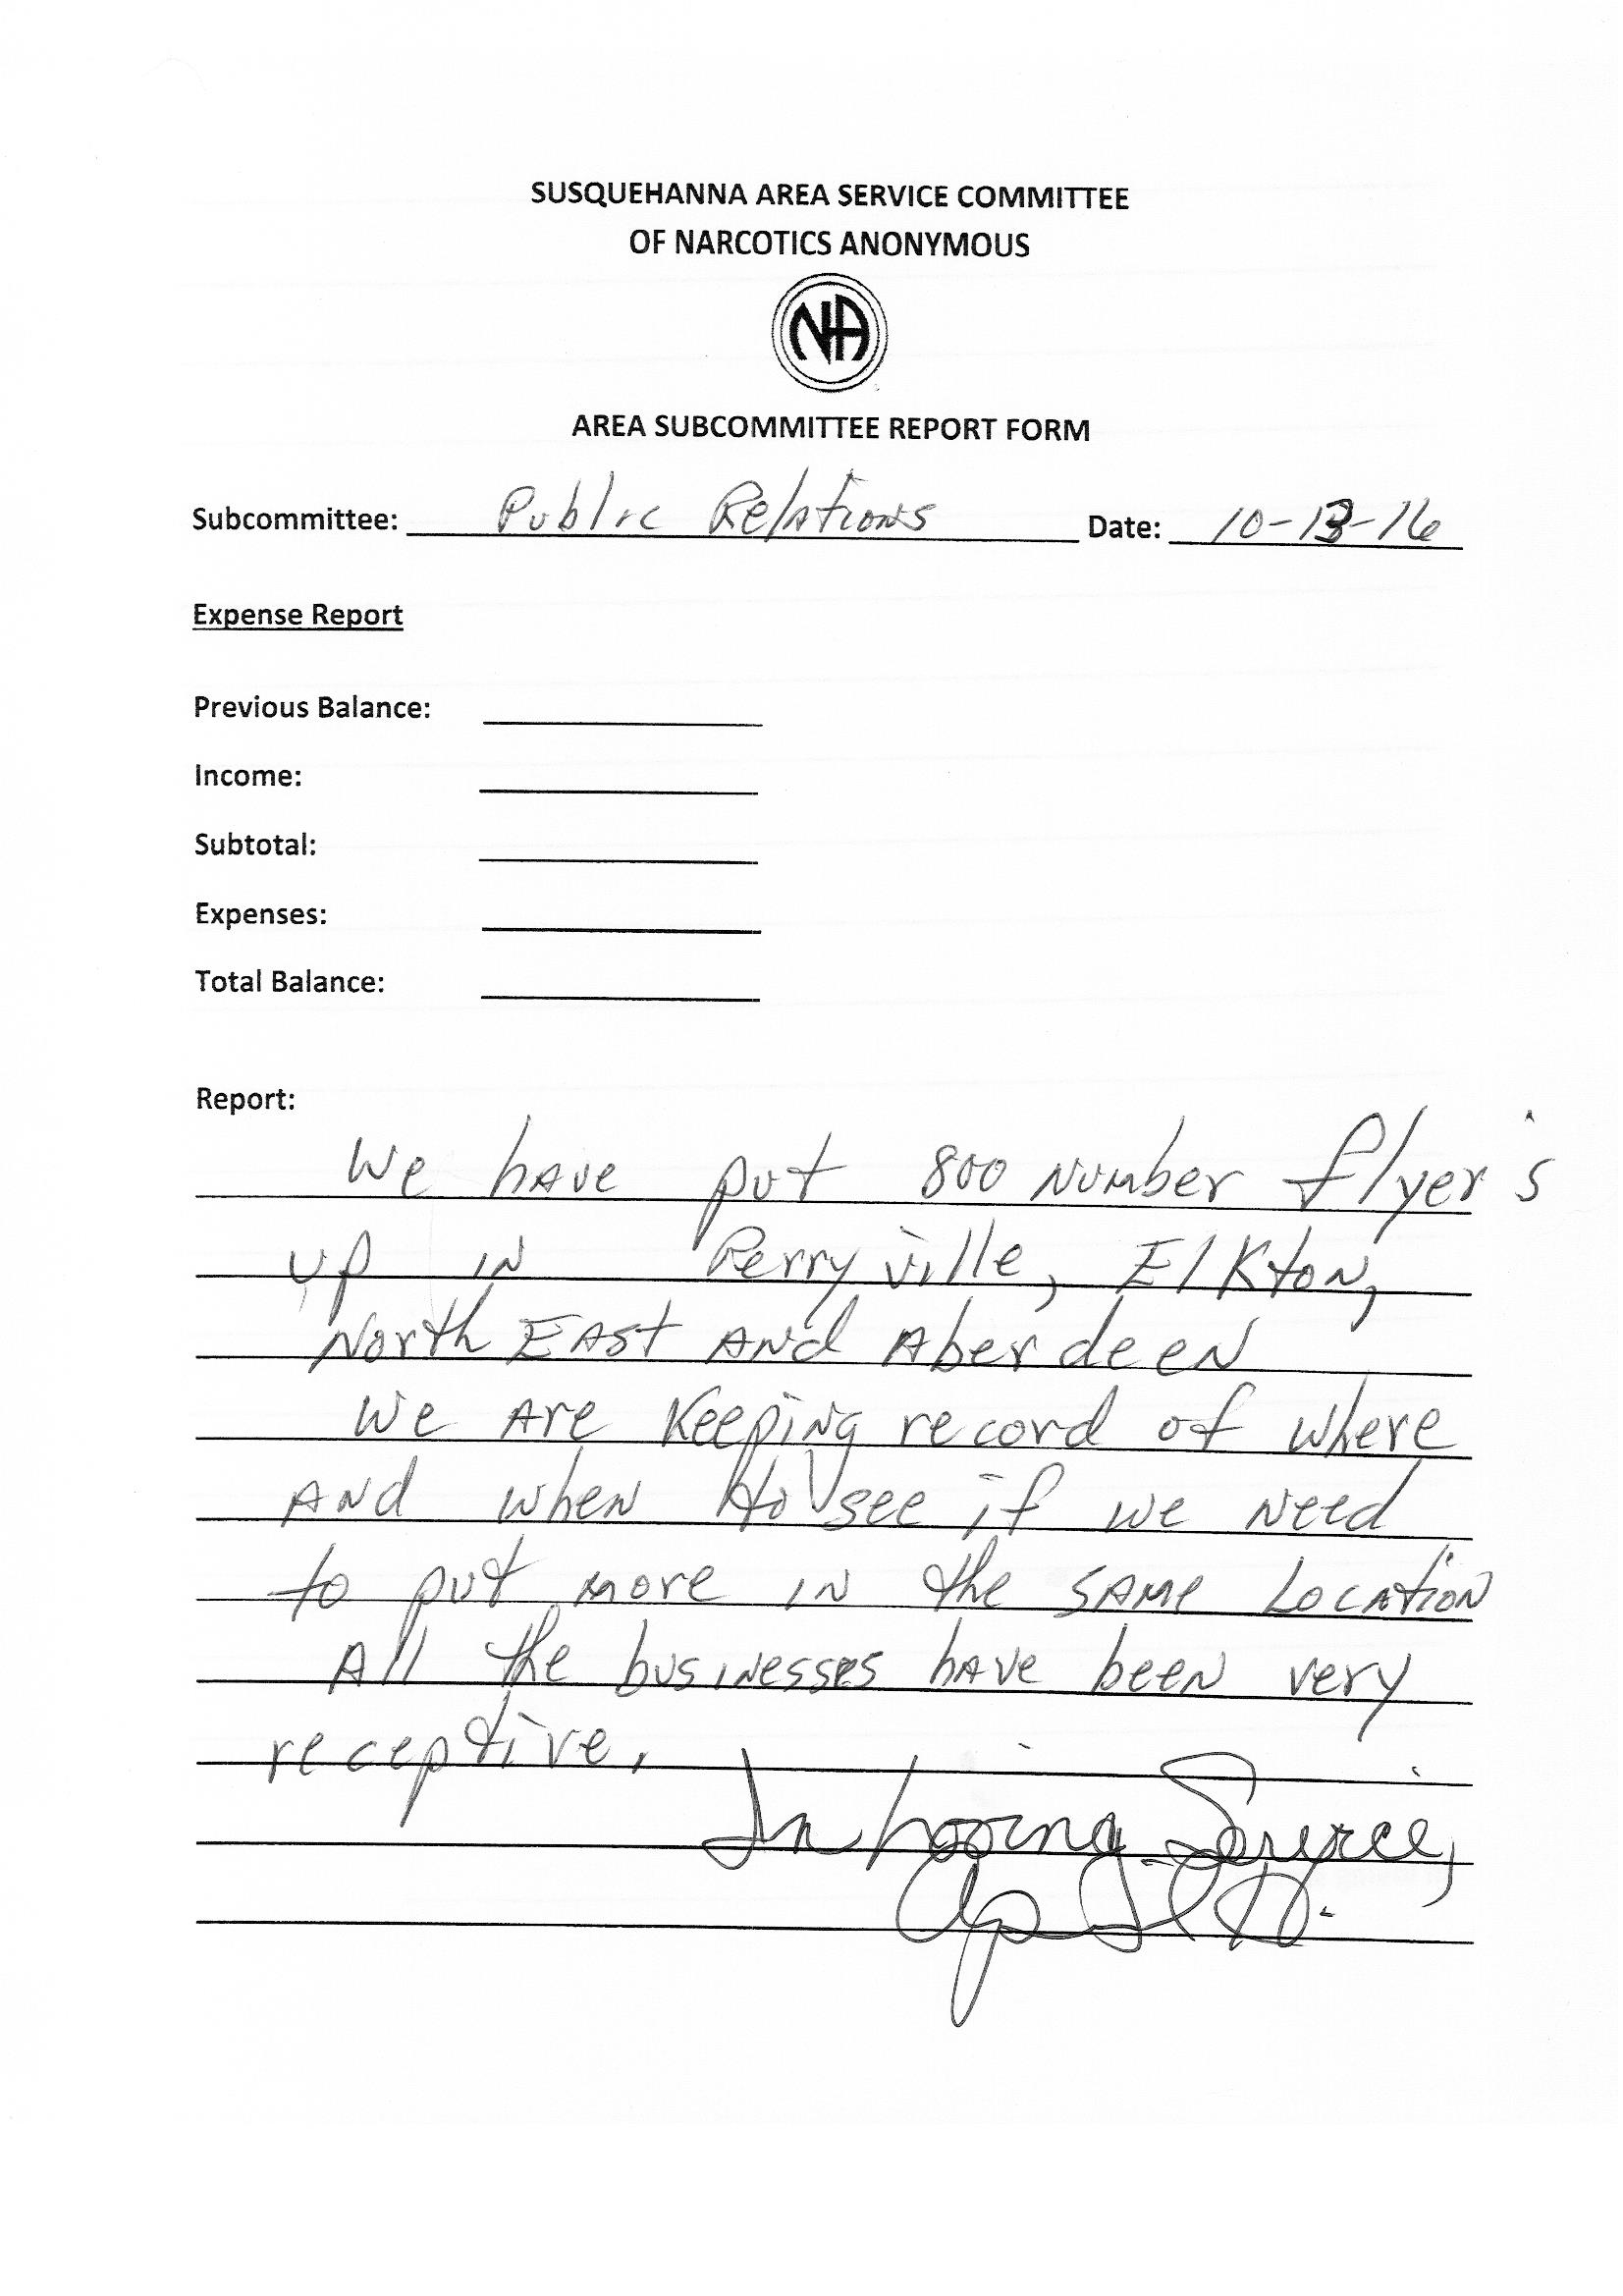 SUSQUEHANNA AREA SERVICE COMMITTEE
OF NARCOTICS ANONYMOUS
NA
AREA SUBCOMMITTEE REPORT FORM
Subcommittee: Public Relations Date: 10-13-16
Expense Report
Previous Balance:
Income:
Subtotal:
Expenses:
Total Balance:
Report:
We have put 800 Number flyer's
up in Perryville, Elkton,
North East and Aberdeen
We are Keeping record of where
and when to see if we need
to put more in the same Location
All the businesses have been very
receptive.
In Loving Service,